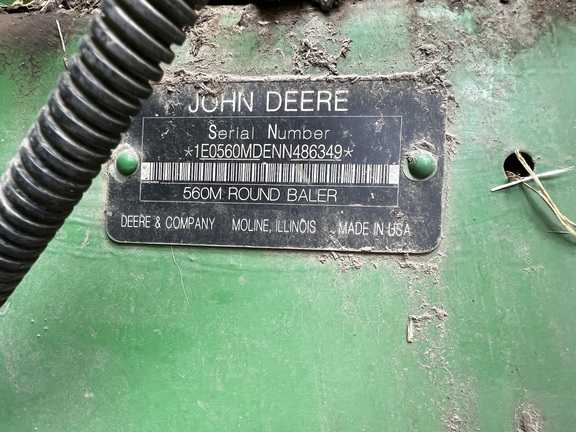 JOHN DEERE
Serial Number
*1E0560MDENN486349*
560M ROUND BALER
DEERE & COMPANY MOLINE, ILLINOIS MADE IN USA